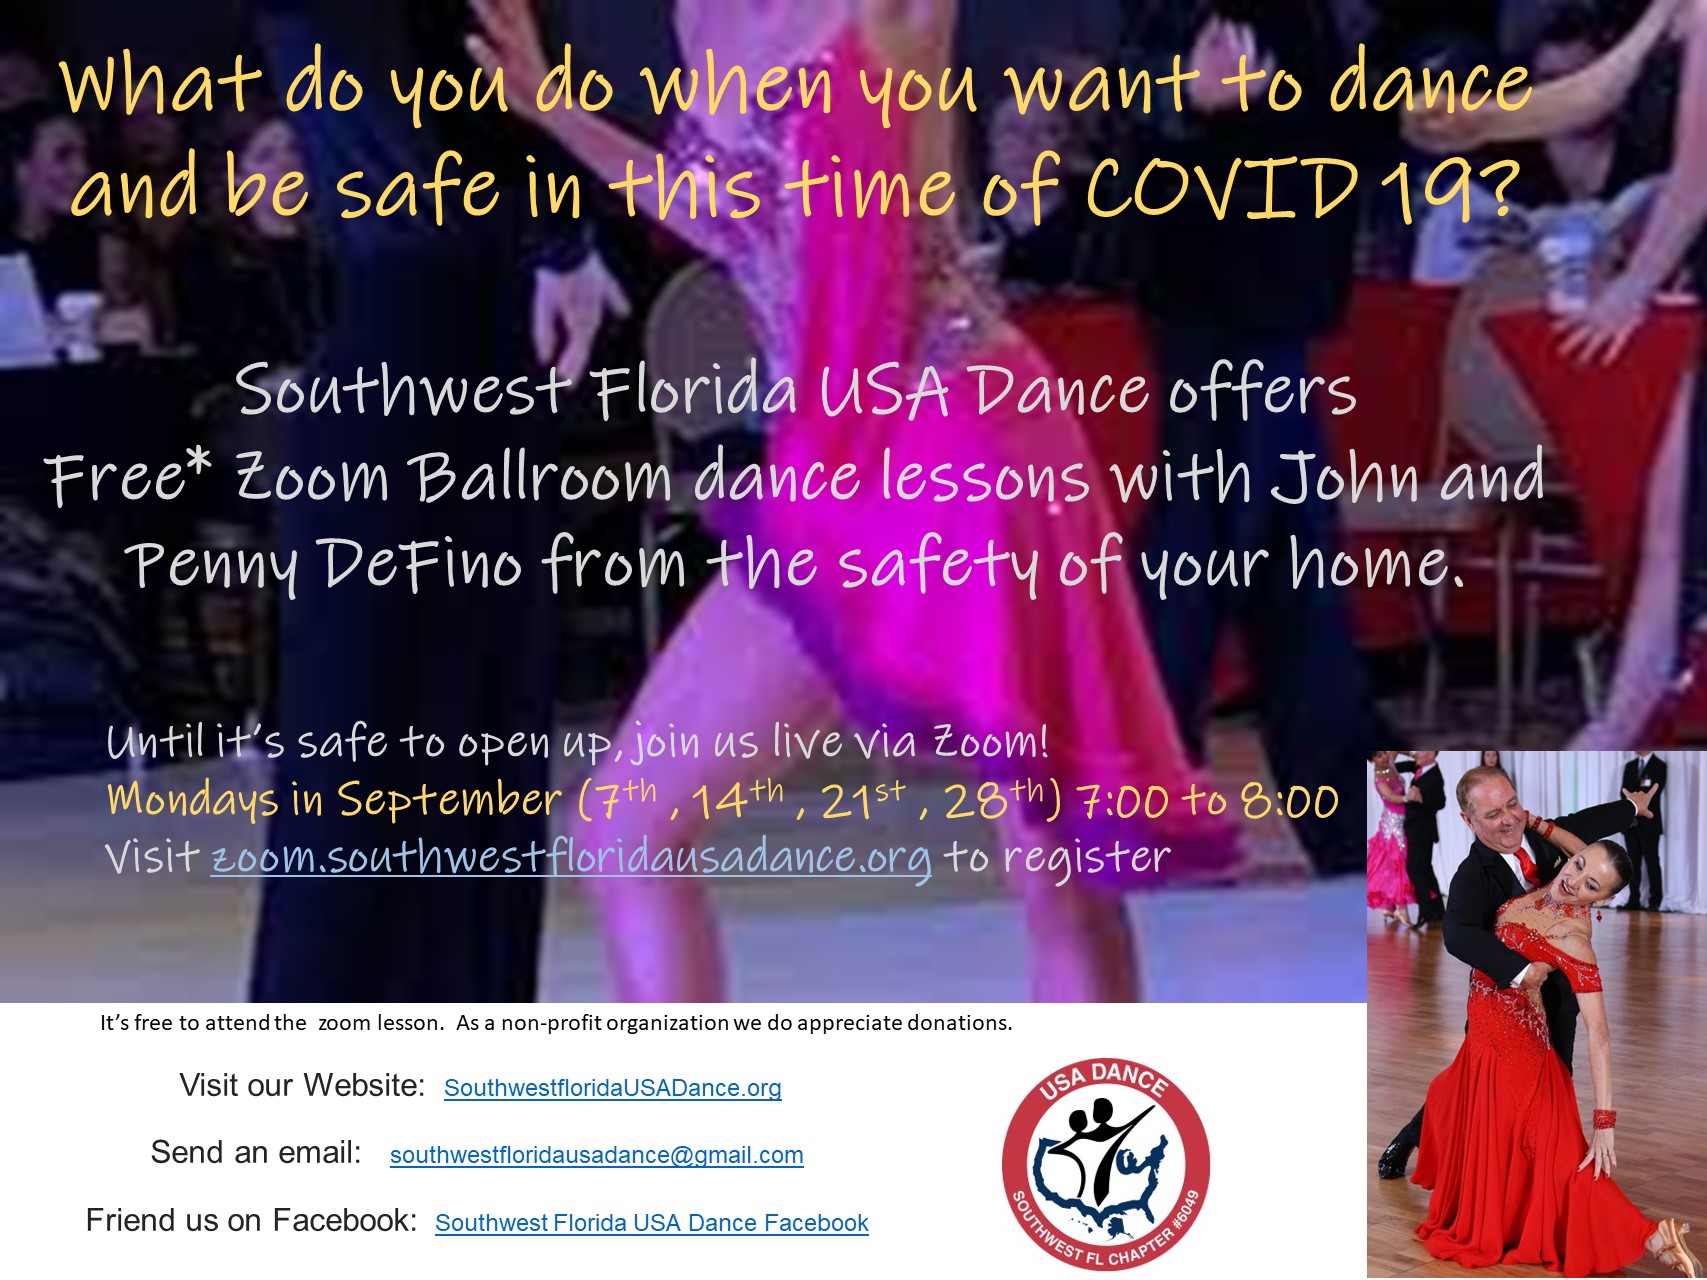 What do you do when you want to dance
and be safe in this time of COVID 19?
Southwest Florida USA Dance offers
Free* Zoom Ballroom dance lessons with John and
Penny DeFino from the safety of your home.
Until it's safe to open up, join us live via Zoom!
Mondays in September (7th , 14th , 21st , 28th) 7:00 to 8:00
Visit zoom.southwestfloridausadance.org to register
It's free to attend the  zoom lesson.  As a non-profit organization we do appreciate donations.
Visit our Website:  SouthwestfloridaUSADance.org
Send an email:   southwestfloridausadance@gmail.com
Friend us on Facebook:  Southwest Florida USA Dance Facebook
USA DANCE
SOUTHWEST FL CHAPTER #6049